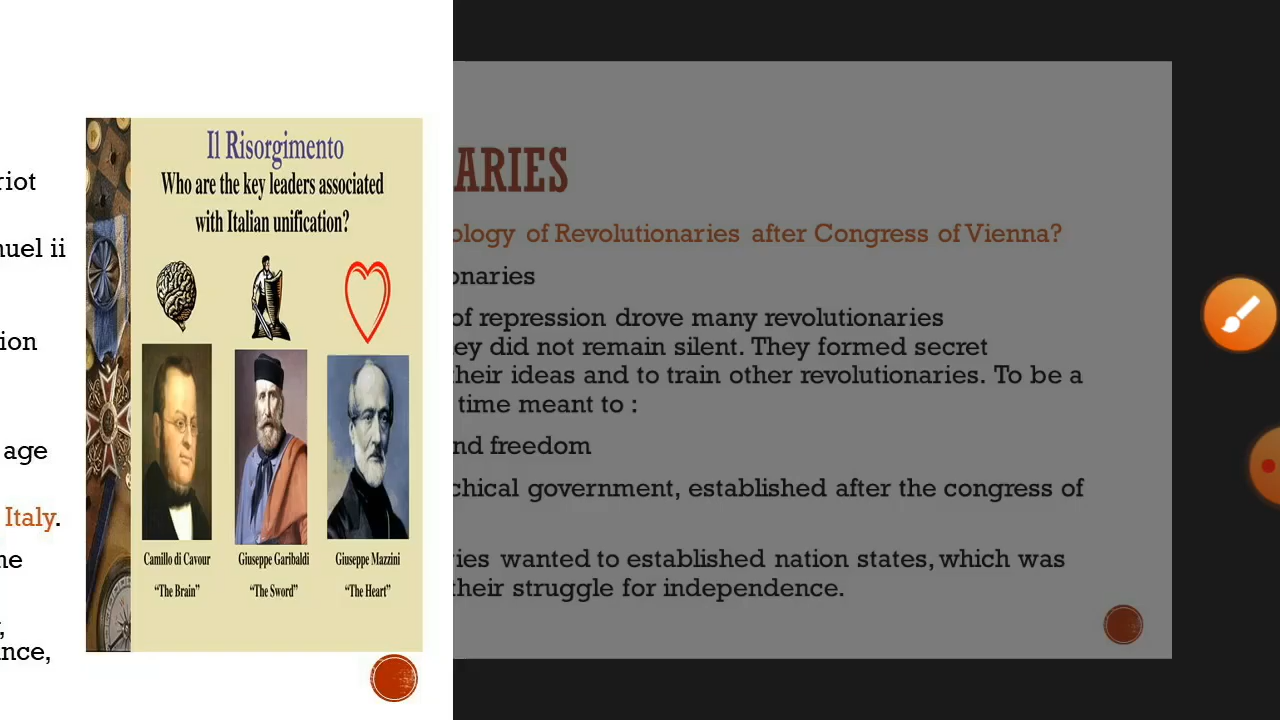 riot
nuel ii
ion
age
Italy.
ne
nce,
Il Risorgimento
Who are the key leaders associated
with Italian unification?
Camillo di Cavour
Giuseppe Garibaldi
Giuseppe Mazzini
"The Brain"
"The Sword"
"The Heart"
ARIES
ology of Revolutionaries after Congress of Vienna?
onaries
of repression drove many revolutionaries
ey did not remain silent. They formed secret
their ideas and to train other revolutionaries. To be a
time meant to :
nd freedom
chical government, established after the congress of
ries wanted to established nation states, which was
their struggle for independence.